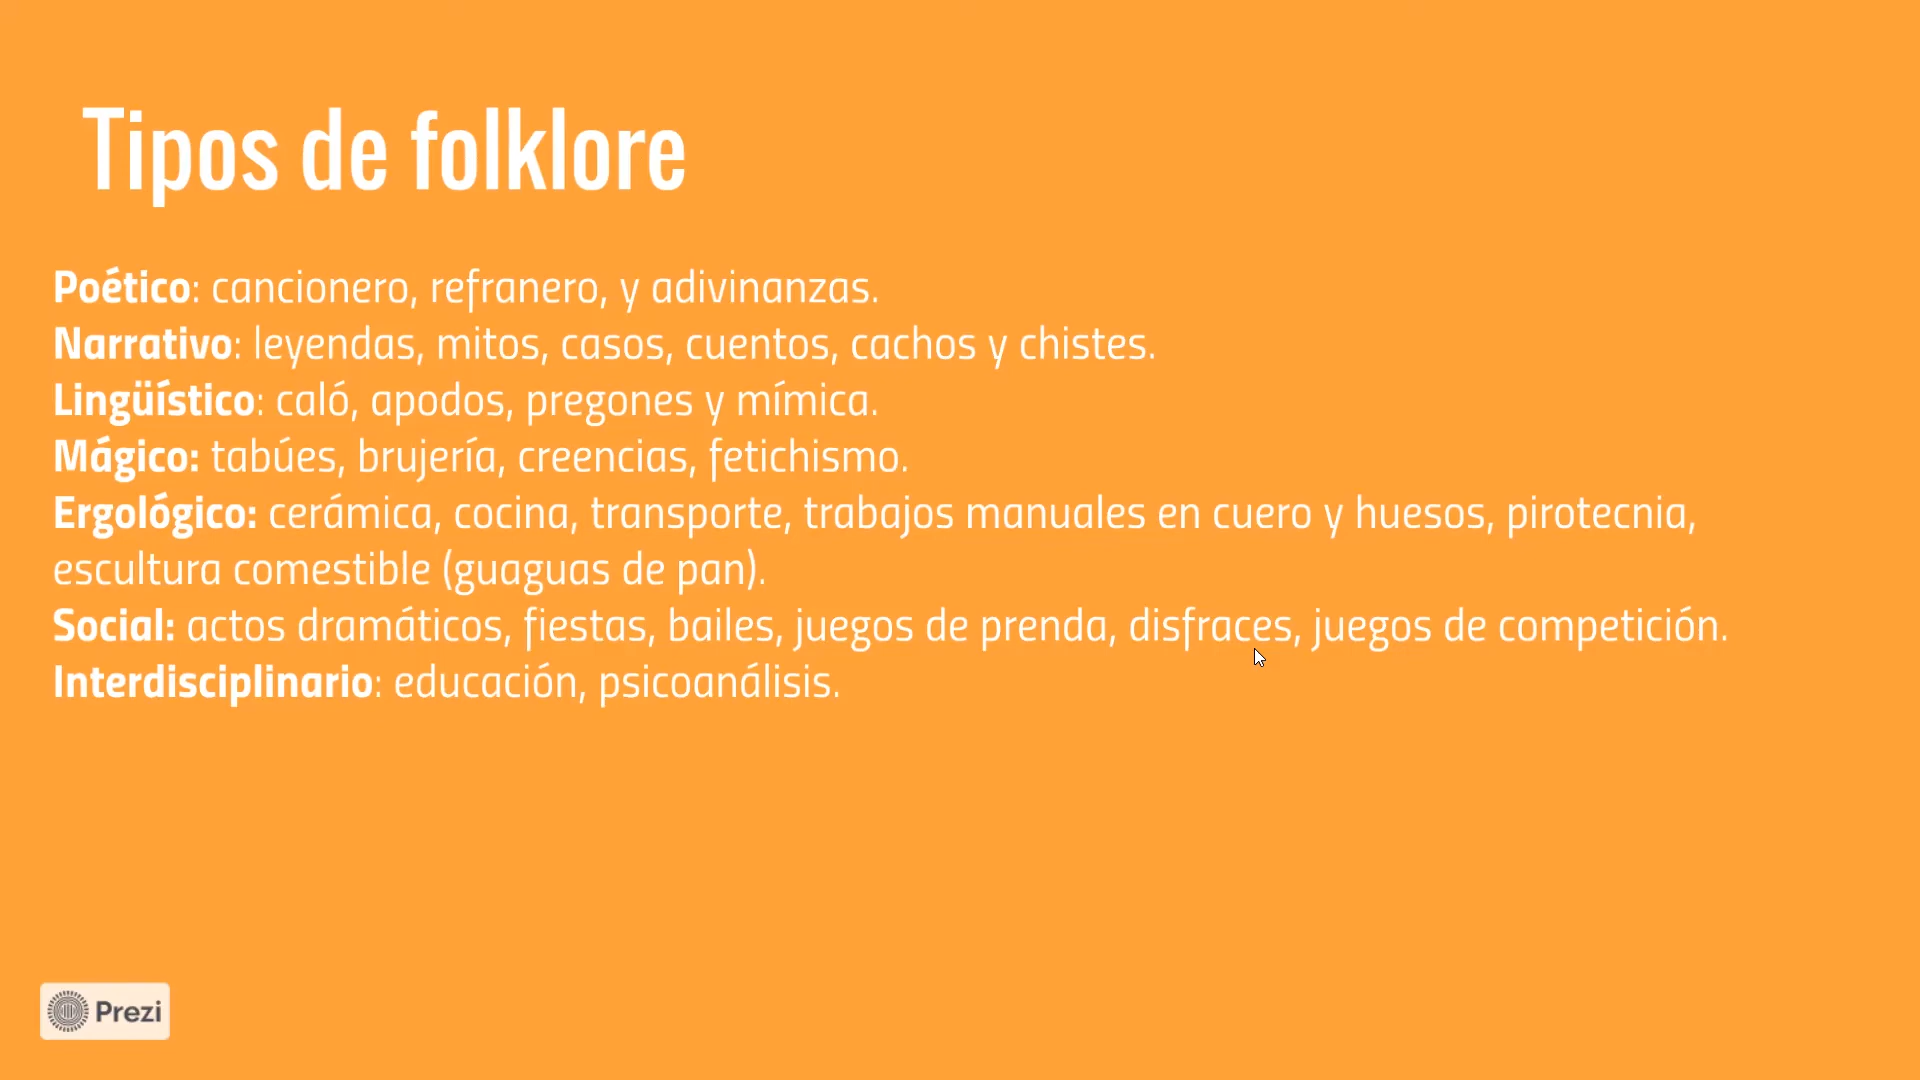 Tipos de folklore
Poético: cancionero, refranero, y adivinanzas.
Narrativo: leyendas, mitos, casos, cuentos, cachos y chistes.
Lingüístico: caló, apodos, pregones y mímica.
Mágico: tabúes, brujería, creencias, fetichismo.
Ergológico: cerámica, cocina, transporte, trabajos manuales en cuero y huesos, pirotecnia,
escultura comestible (guaguas de pan).
Social: actos dramáticos, fiestas, bailes, juegos de prenda, disfraces, juegos de competición.
Interdisciplinario: educación, psicoanálisis.
Prezi